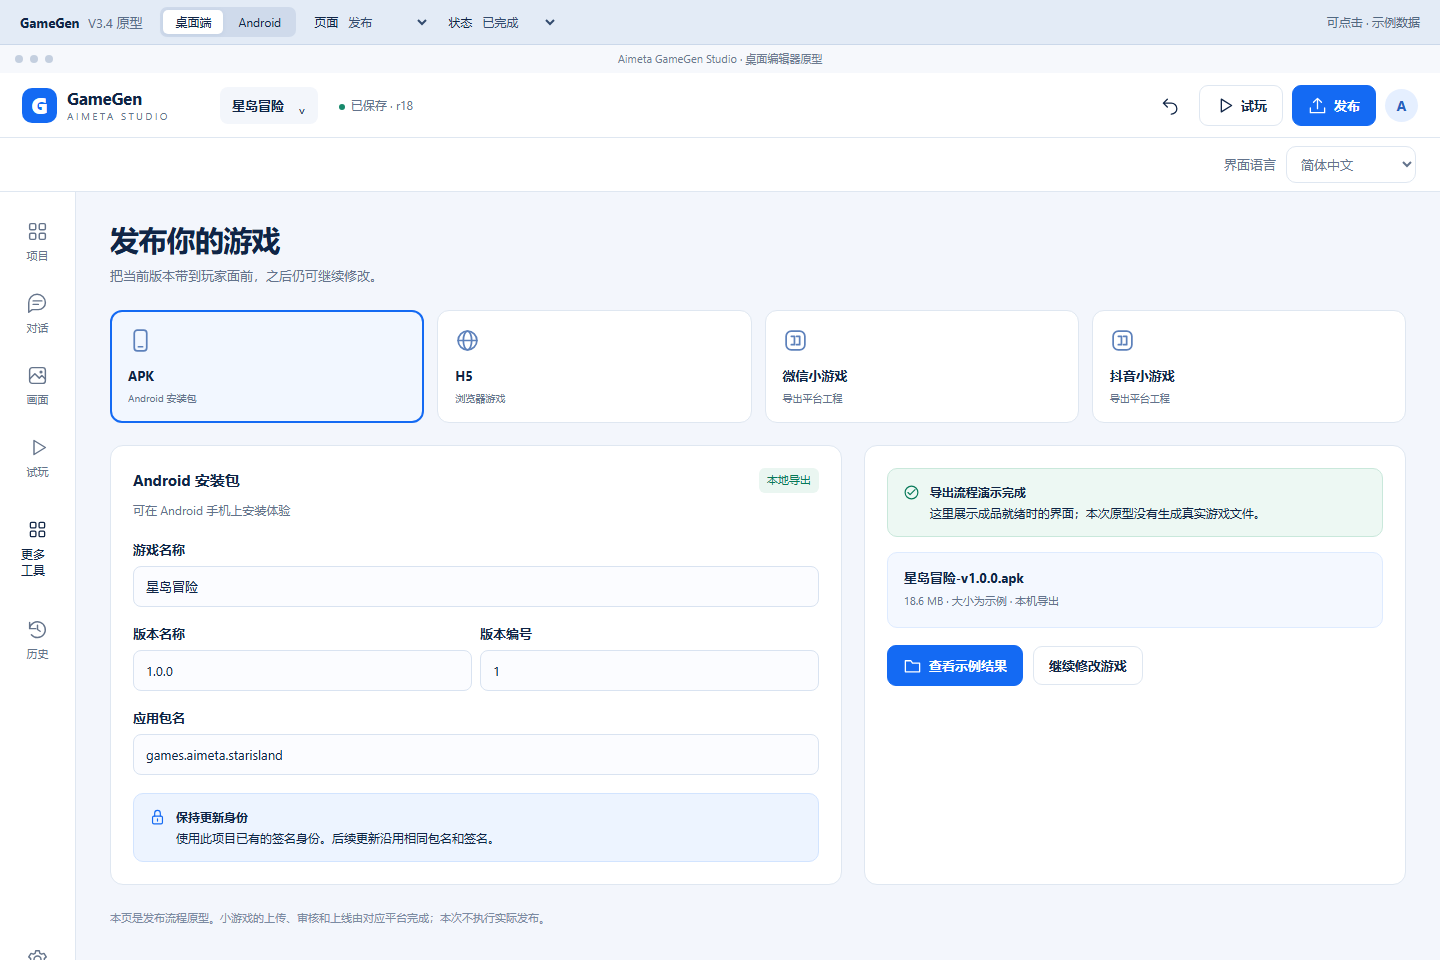 GameGen V3.4 原型 桌面端 Android 页面 发布 状态 已完成 可点击 · 示例数据
Aimeta GameGen Studio · 桌面编辑器原型
G GameGen
AIMETA STUDIO
星岛冒险 已保存 · r18 试玩 发布 A
界面语言 简体中文
项目
对话
画面
试玩
更多
工具
历史
发布你的游戏
把当前版本带到玩家面前，之后仍可继续修改。
APK
Android 安装包
H5
浏览器游戏
微信小游戏
导出平台工程
抖音小游戏
导出平台工程
Android 安装包 本地导出
可在 Android 手机上安装体验
游戏名称
星岛冒险
版本名称 版本编号
1.0.0 1
应用包名
games.aimeta.starisland
保持更新身份
使用此项目已有的签名身份。后续更新沿用相同包名和签名。
导出流程演示完成
这里展示成品就绪时的界面；本次原型没有生成真实游戏文件。
星岛冒险-v1.0.0.apk
18.6 MB · 大小为示例 · 本机导出
查看示例结果 继续修改游戏
本页是发布流程原型。小游戏的上传、审核和上线由对应平台完成；本次不执行实际发布。